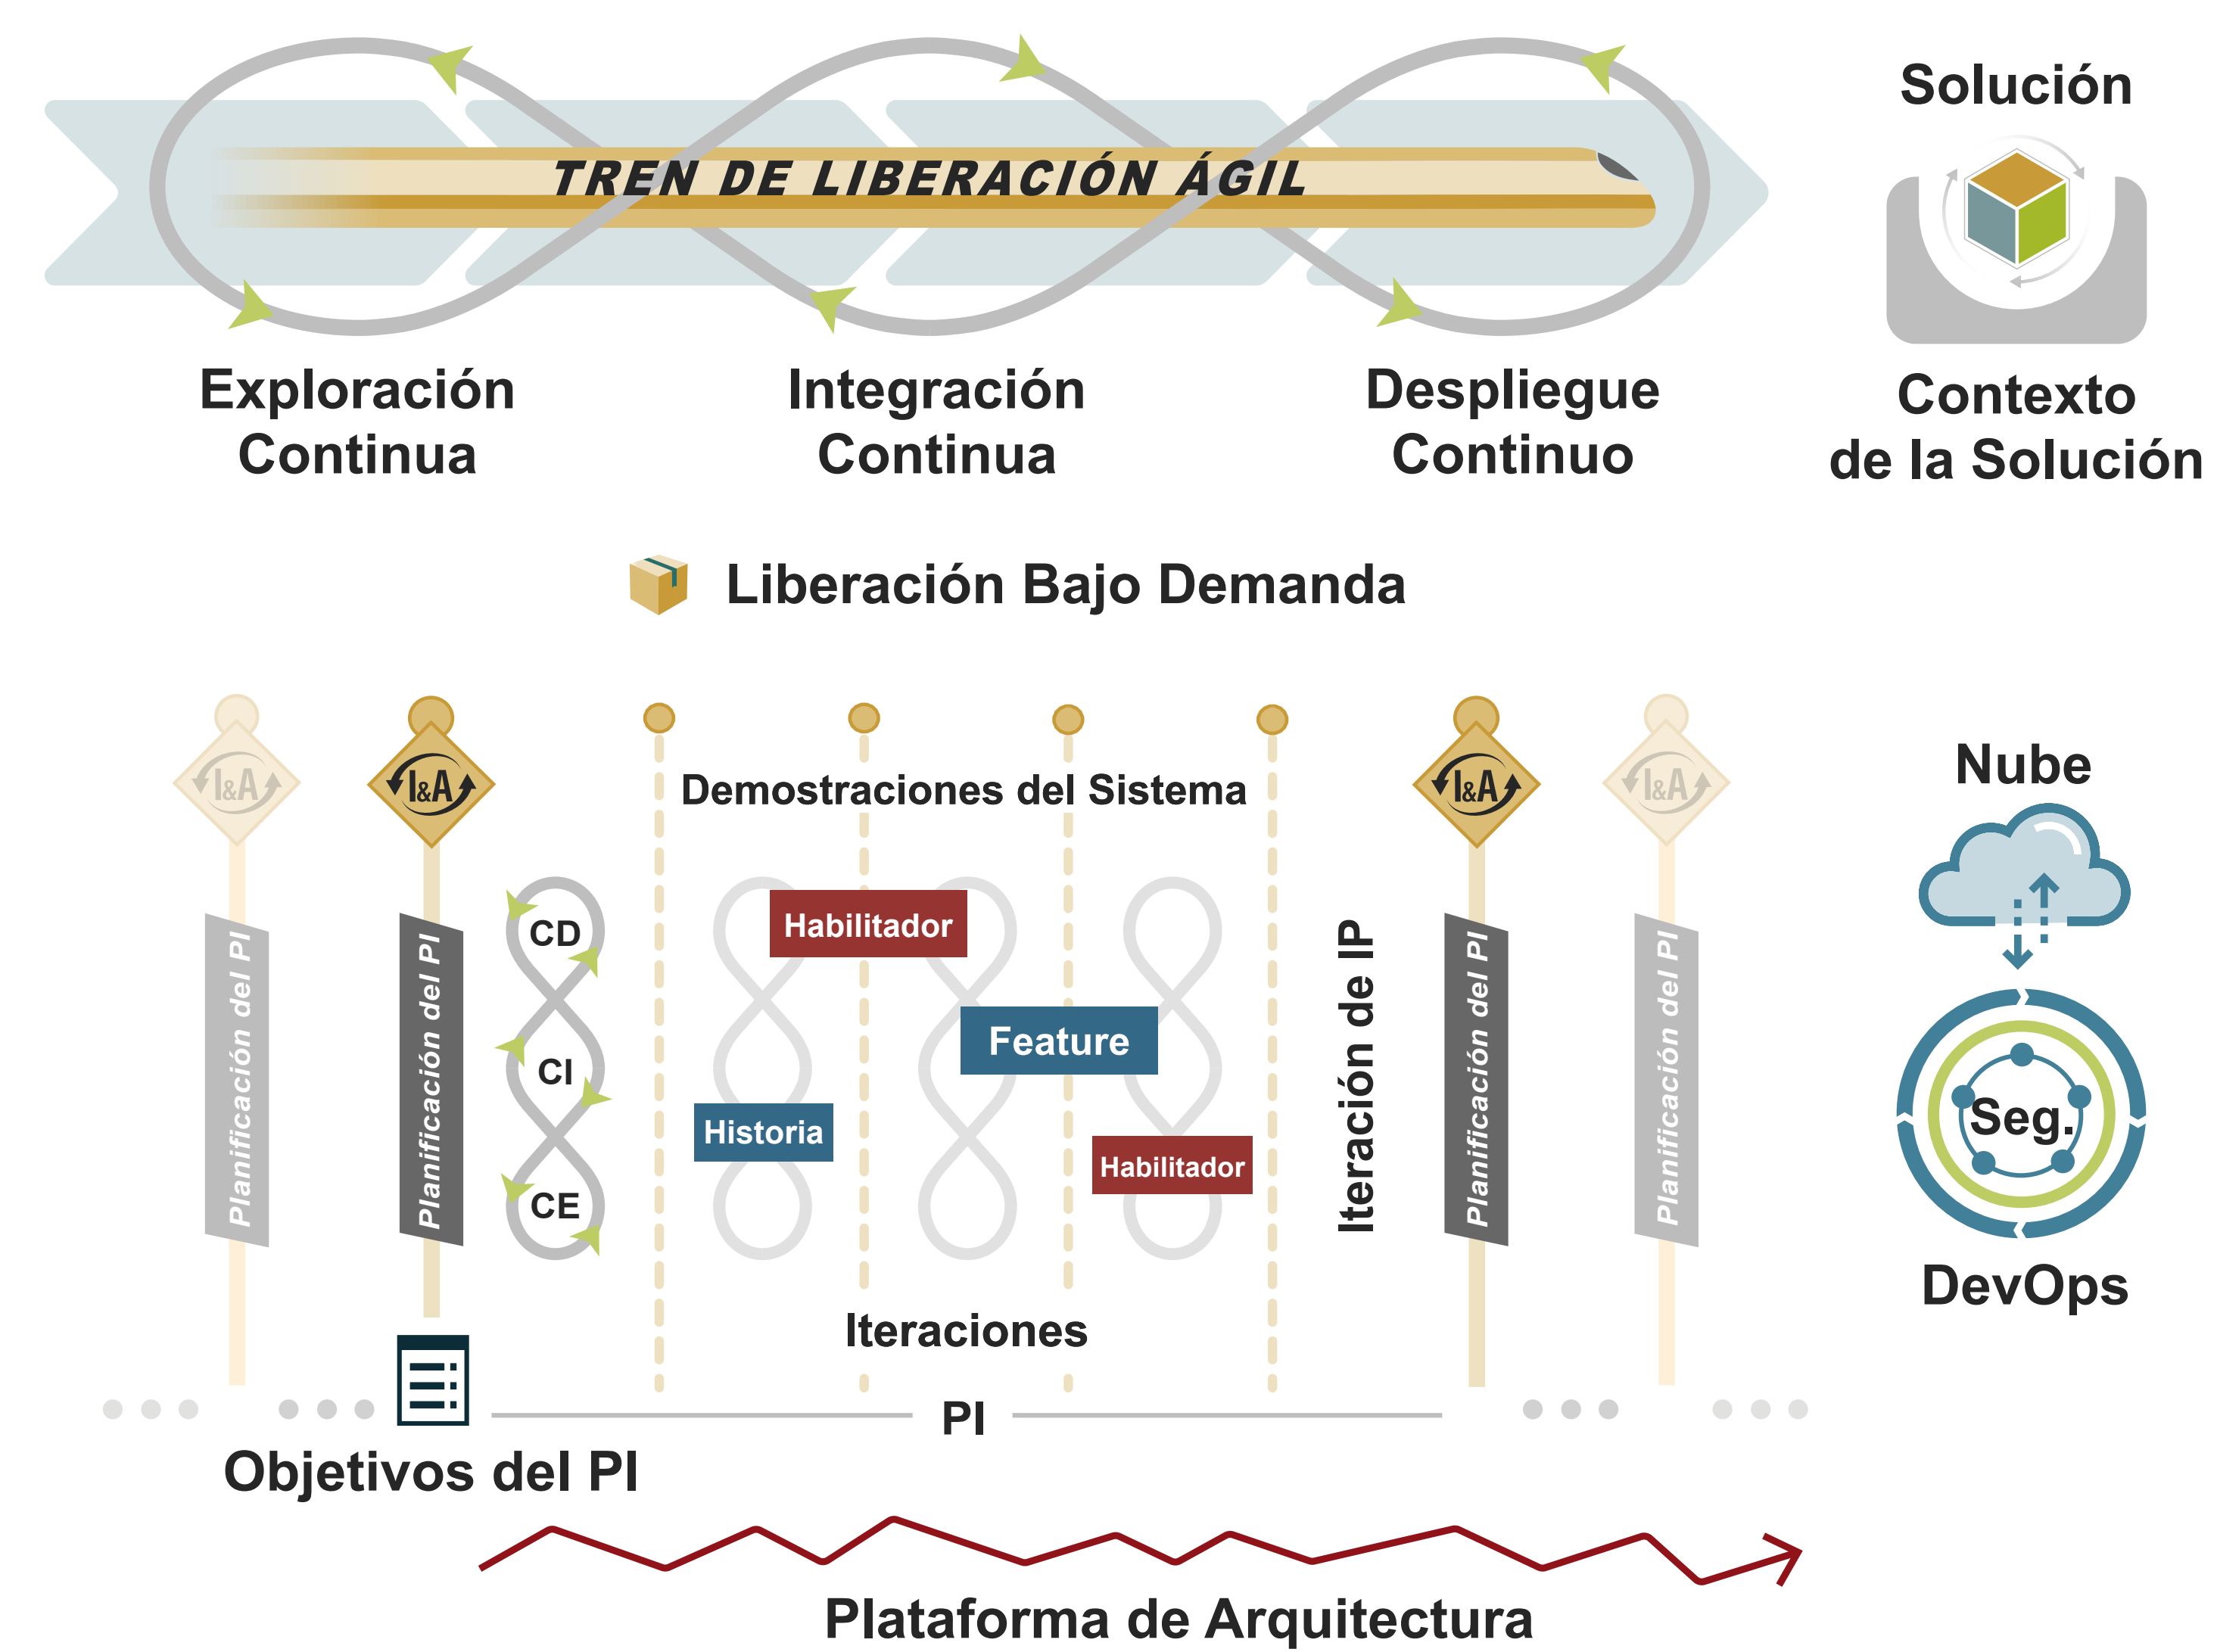 TREN DE LIBERACIÓN ÁGIL
Solución
Exploración
Continua
Integración
Continua
Despliegue
Continuo
Contexto
de la Solución
Liberación Bajo Demanda
I&A
I&A
Demostraciones del Sistema
I&A
I&A
Nube
Planificación del PI
Planificación del PI
CD
CI
CE
Habilitador
Feature
Historia
Habilitador
Iteración de IP
Planificación del PI
Planificación del PI
Seg.
DevOps
Iteraciones
PI
Objetivos del PI
Plataforma de Arquitectura